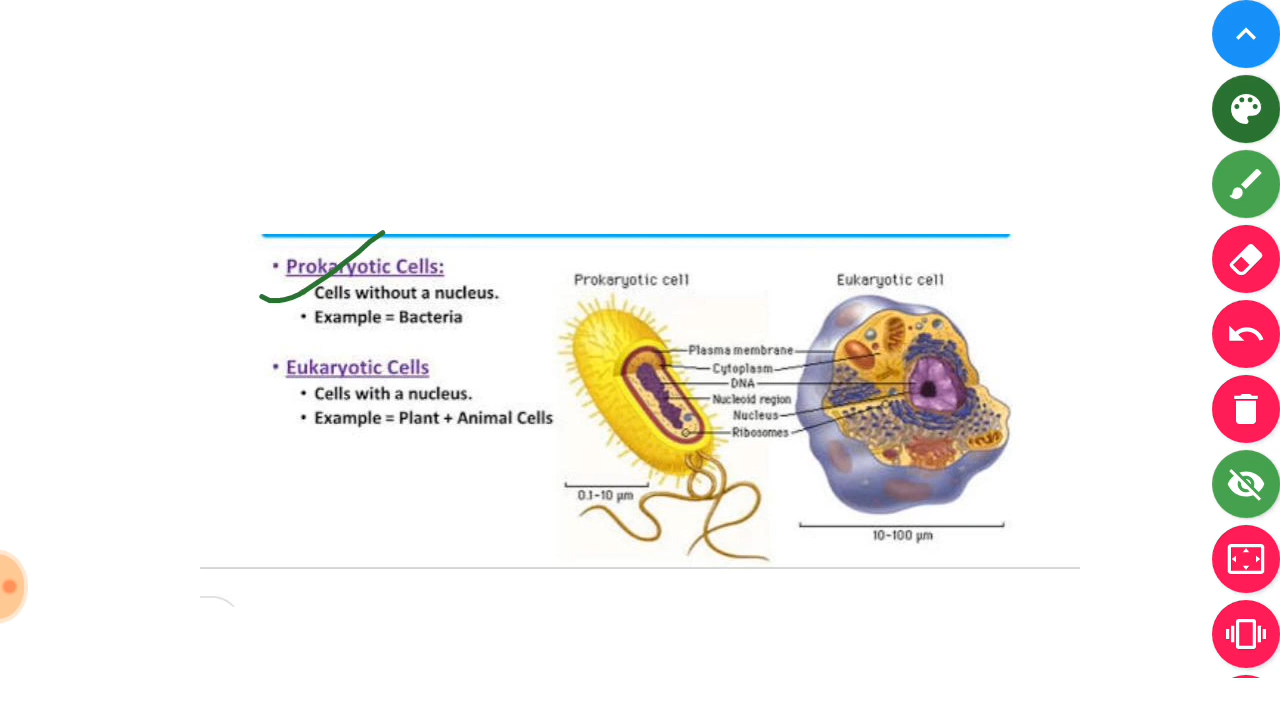 • Prokaryotic Cells:
Cells without a nucleus.
• Example = Bacteria
• Eukaryotic Cells
• Cells with a nucleus.
• Example = Plant + Animal Cells
Prokaryotic cell
Eukaryotic cell
Plasma membrane
Cytoplasm
DNA
Nucleoid region
Nucleus
Ribosomes
0.1-10 µm
10-100 µm